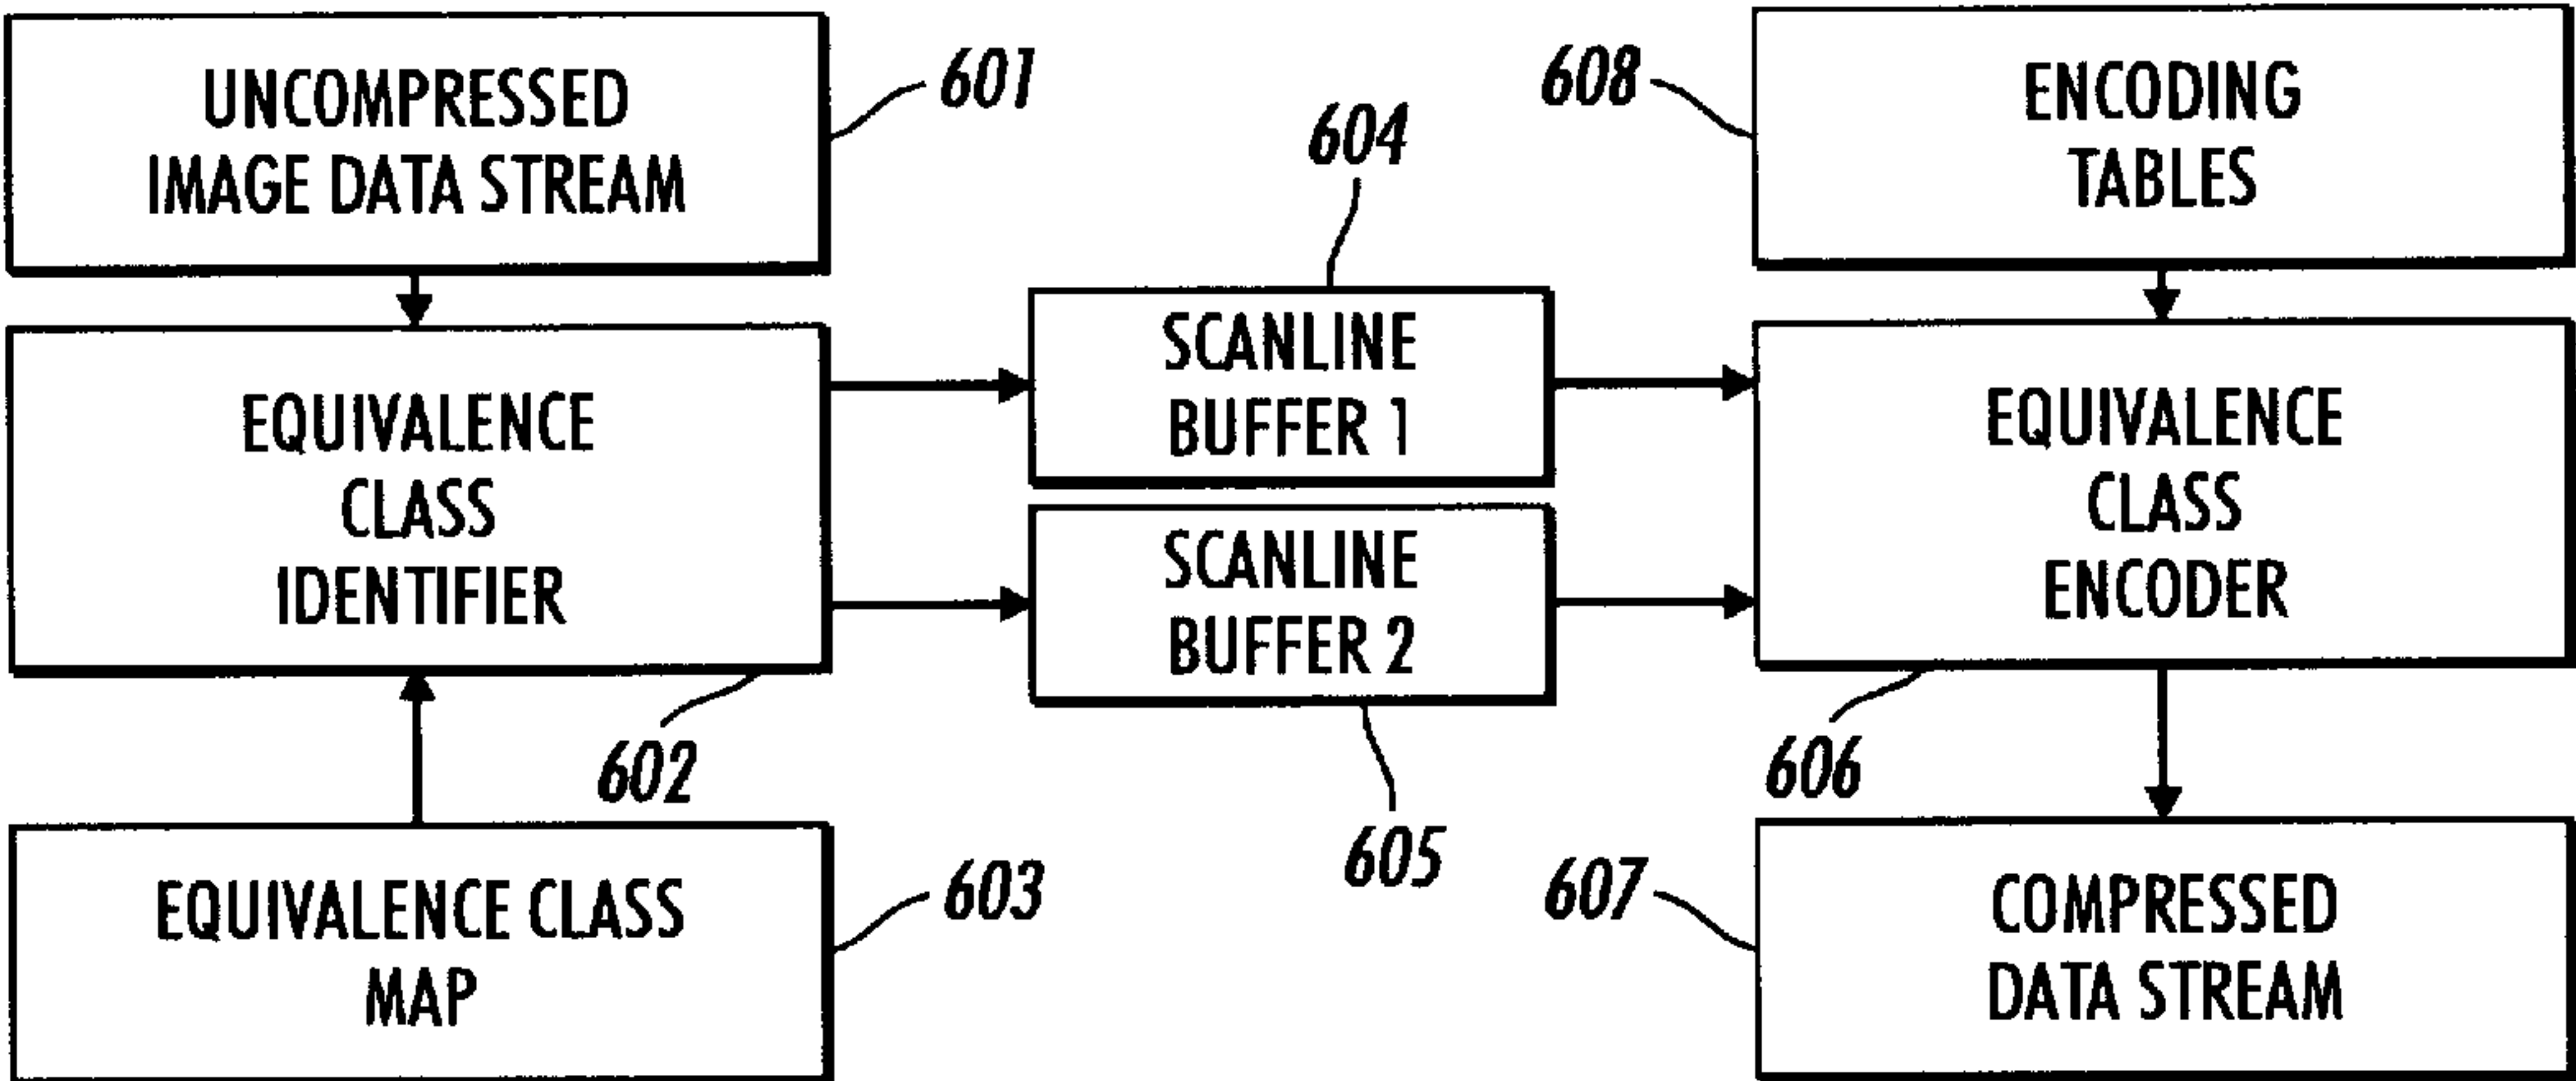 UNCOMPRESSED
IMAGE DATA STREAM
601
EQUIVALENCE
CLASS
IDENTIFIER
602
EQUIVALENCE CLASS
MAP
603
604
SCANLINE
BUFFER 1
SCANLINE
BUFFER 2
605
608
ENCODING
TABLES
EQUIVALENCE
CLASS
ENCODER
606
607
COMPRESSED
DATA STREAM